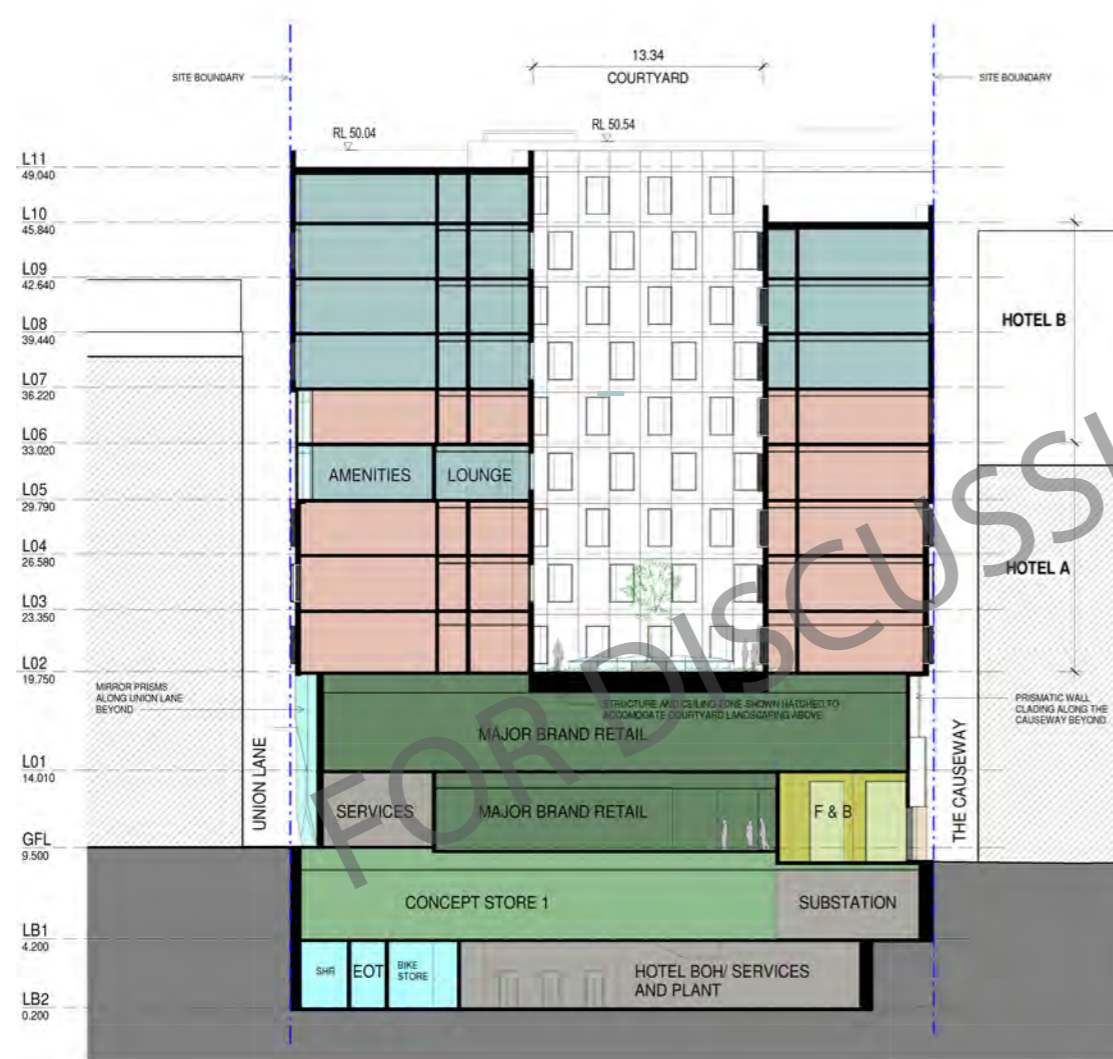 13.34
COURTYARD
SITE BOUNDARY
SITE BOUNDARY
RL 50.04
RL 50.54
L11
49.040
L10
45.840
L09
42.640
L08
39.440
L07
36.220
L06
33.020
L05
29.790
L04
26.580
L03
23.350
L02
19.750
L01
14.010
GFL
9.500
LB1
4.200
LB2
0.200
HOTEL B
HOTEL A
AMENITIES
LOUNGE
FOR DISCUSSI
MIRROR PRISMS
ALONG UNION LANE
BEYOND
UNION LANE
STRUCTURE AND CEILING ZONE SHOWN HATCHED TO
ACCOMODATE COURTYARD LANDSCAPING ABOVE
MAJOR BRAND RETAIL
PRISMATIC WALL
CLADING ALONG THE
CAUSEWAY BEYOND
THE CAUSEWAY
SERVICES
MAJOR BRAND RETAIL
F & B
CONCEPT STORE 1
SUBSTATION
SHR
EOT
BIKE
STORE
HOTEL BOH/ SERVICES
AND PLANT